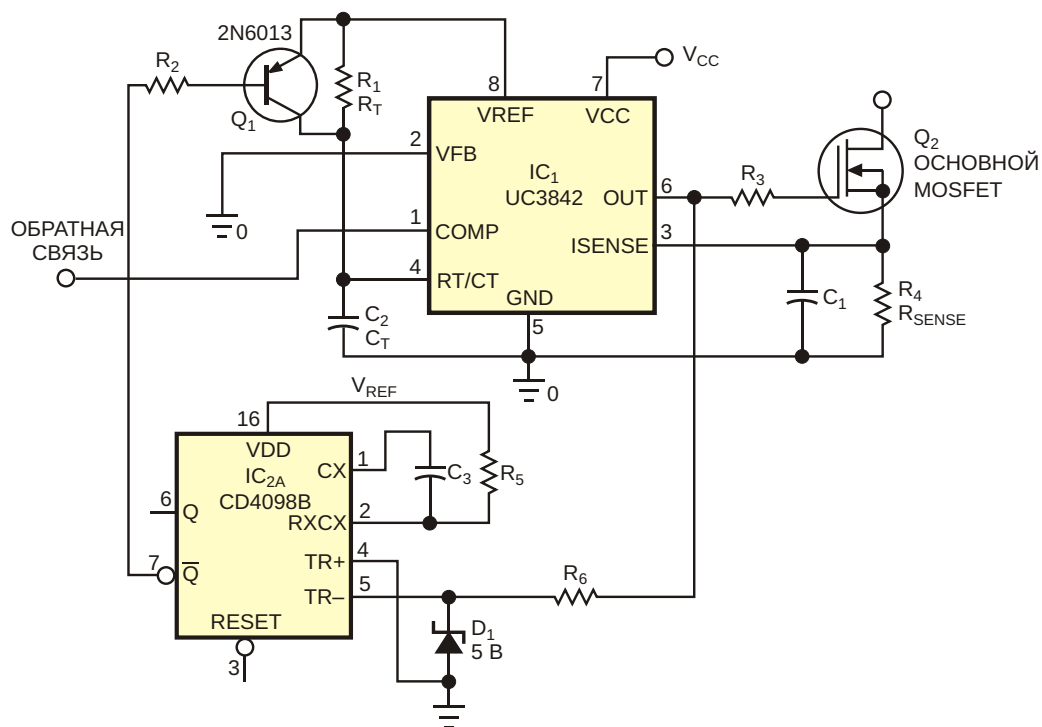 2N6013
R2
Q1
R1
RT
8
VREF
7
VCC
VCC
2
VFB
IC1
UC3842
OUT
6
R3
Q2
ОСНОВНОЙ
MOSFET
0
1
COMP
ISENSE
3
ОБРАТНАЯ
СВЯЗЬ
4
RT/CT
GND
5
C2
CT
C1
R4
RSENSE
0
VREF
16
VDD
IC2A
CD4098B
CX
1
C3
R5
6
Q
RXCX
2
TR+
4
7
Q̅
TR–
5
R6
RESET
3
D1
5 В